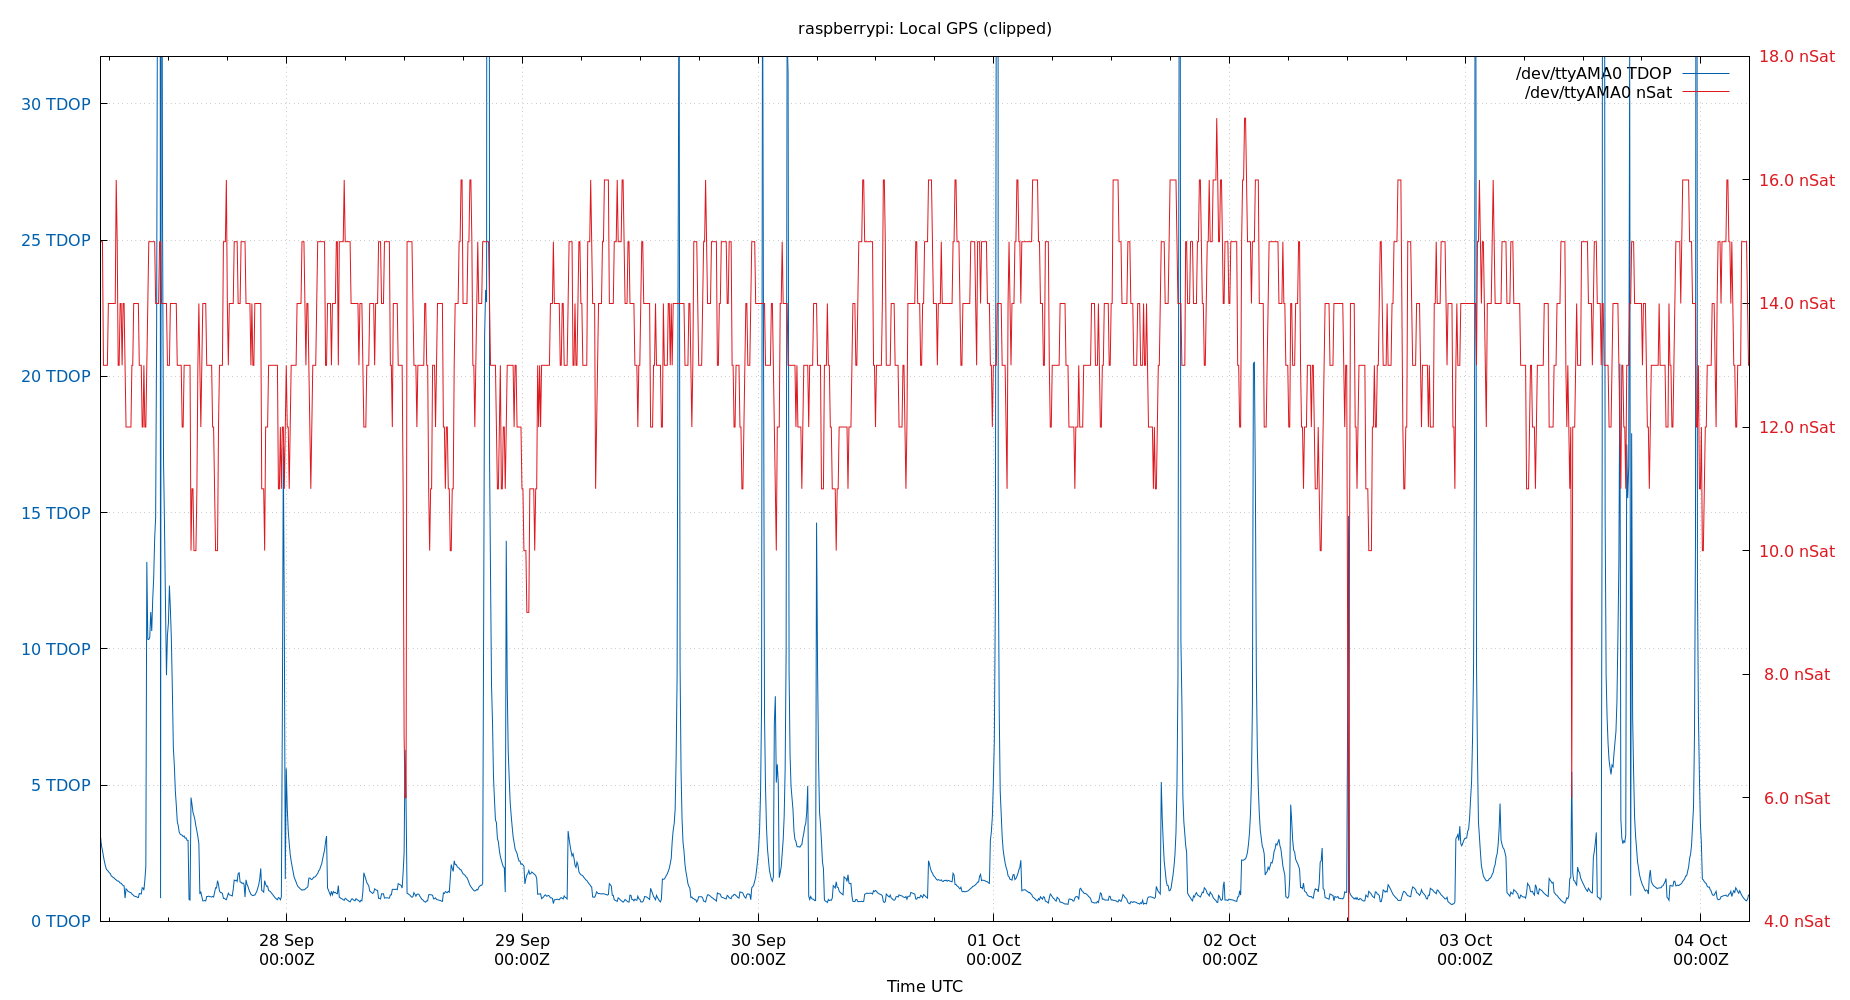 raspberrypi: Local GPS (clipped)
/dev/ttyAMA0 TDOP
/dev/ttyAMA0 nSat
30 TDOP
25 TDOP
20 TDOP
15 TDOP
10 TDOP
5 TDOP
0 TDOP
18.0 nSat
16.0 nSat
14.0 nSat
12.0 nSat
10.0 nSat
8.0 nSat
6.0 nSat
4.0 nSat
28 Sep
00:00Z
29 Sep
00:00Z
30 Sep
00:00Z
01 Oct
00:00Z
02 Oct
00:00Z
03 Oct
00:00Z
04 Oct
00:00Z
Time UTC